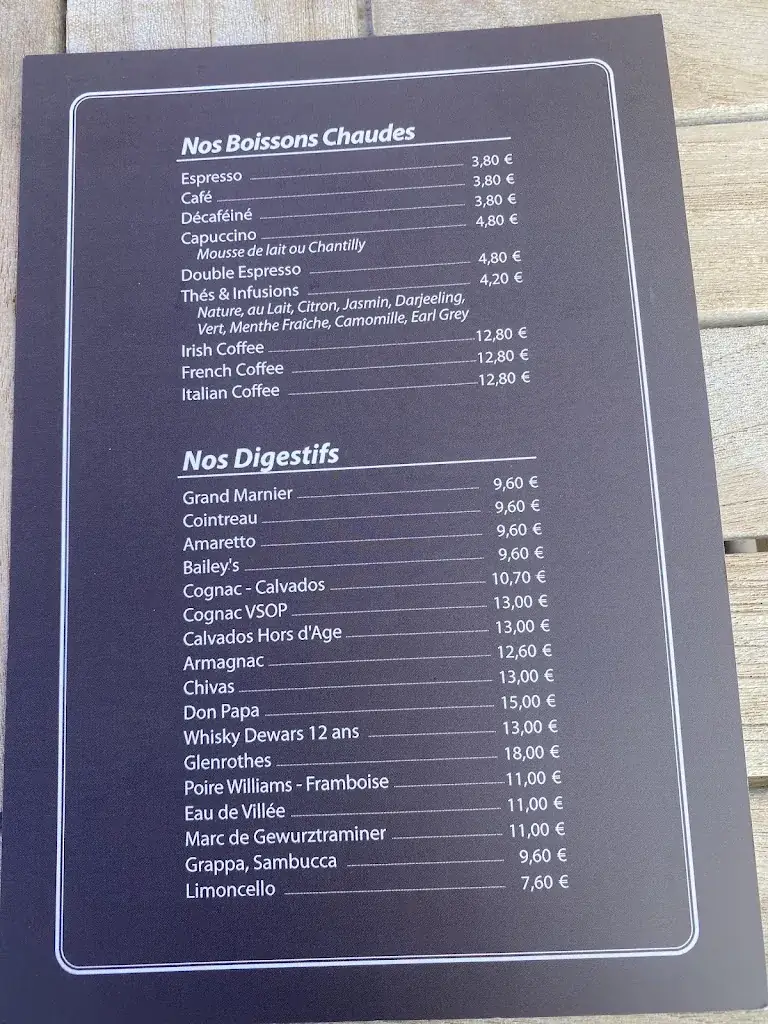 Nos Boissons Chaudes
Espresso 3,80 €
Café 3,80 €
Décaféiné 3,80 €
Capuccino 4,80 €
Mousse de lait ou Chantilly
Double Espresso 4,80 €
Thés & Infusions 4,20 €
Nature, au Lait, Citron, Jasmin, Darjeeling,
Vert, Menthe Fraîche, Camomille, Earl Grey
Irish Coffee 12,80 €
French Coffee 12,80 €
Italian Coffee 12,80 €
Nos Digestifs
Grand Marnier 9,60 €
Cointreau 9,60 €
Amaretto 9,60 €
Bailey's 9,60 €
Cognac - Calvados 10,70 €
Cognac VSOP 13,00 €
Calvados Hors d'Age 13,00 €
Armagnac 12,60 €
Chivas 13,00 €
Don Papa 15,00 €
Whisky Dewars 12 ans 13,00 €
Glenrothes 18,00 €
Poire Williams - Framboise 11,00 €
Eau de Villée 11,00 €
Marc de Gewurztraminer 11,00 €
Grappa, Sambucca 9,60 €
Limoncello 7,60 €